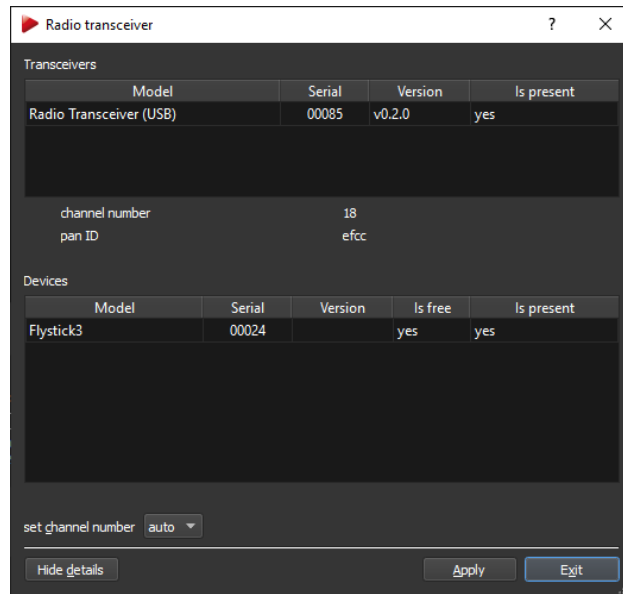 Radio transceiver ? ×
Transceivers
Model Serial Version Is present
Radio Transceiver (USB) 00085 v0.2.0 yes
channel number 18
pan ID efcc
Devices
Model Serial Version Is free Is present
Flystick3 00024 yes yes
set channel number auto
Hide details Apply Exit